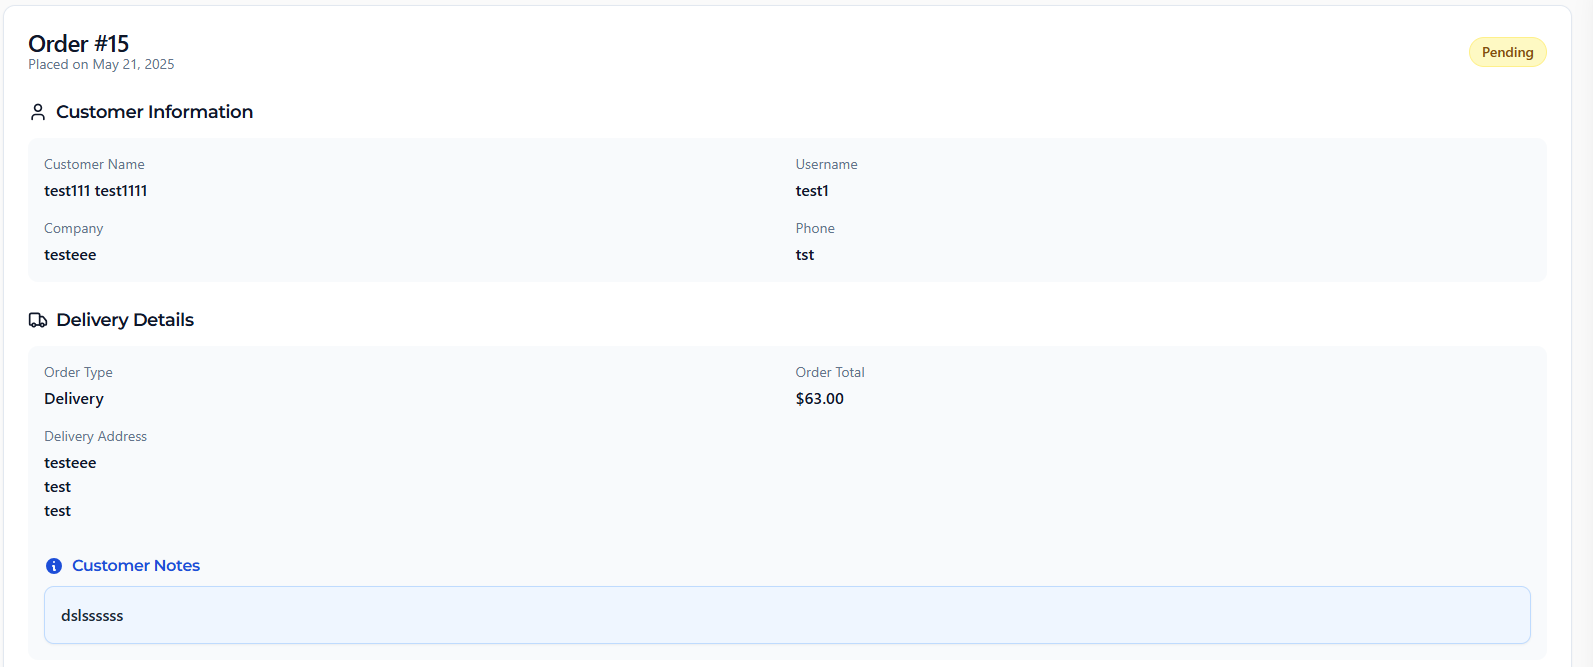 Order #15
Placed on May 21, 2025
Pending
Customer Information
Customer Name
test111 test1111
Username
test1
Company
testeee
Phone
tst
Delivery Details
Order Type
Delivery
Order Total
$63.00
Delivery Address
testeee
test
test
Customer Notes
dslssssss